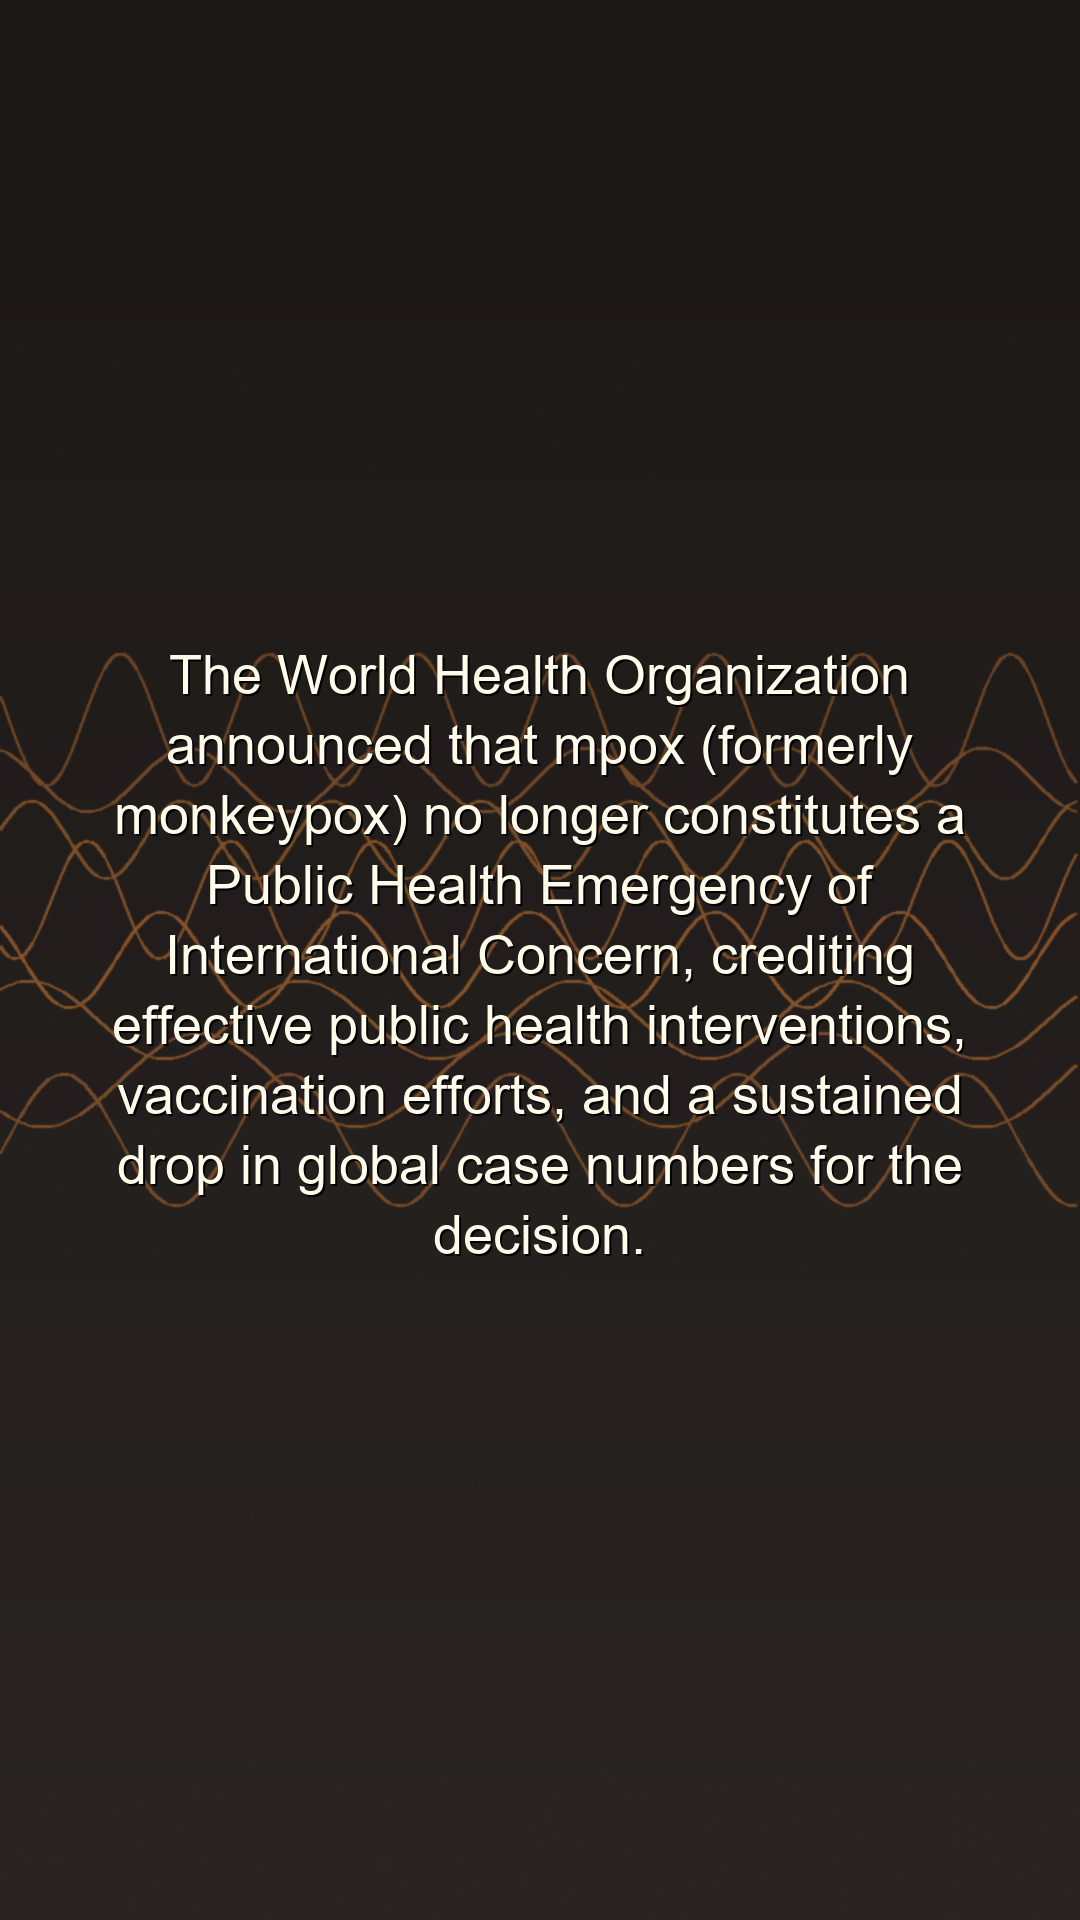 The World Health Organization
announced that mpox (formerly
monkeypox) no longer constitutes a
Public Health Emergency of
International Concern, crediting
effective public health interventions,
vaccination efforts, and a sustained
drop in global case numbers for the
decision.